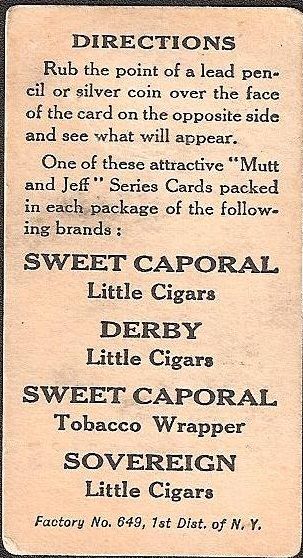 DIRECTIONS
Rub the point of a lead pen-
cil or silver coin over the face
of the card on the opposite side
and see what will appear.
One of these attractive "Mutt
and Jeff" Series Cards packed
in each package of the follow-
ing brands :
SWEET CAPORAL
Little Cigars
DERBY
Little Cigars
SWEET CAPORAL
Tobacco Wrapper
SOVEREIGN
Little Cigars
Factory No. 649, 1st Dist. of N. Y.